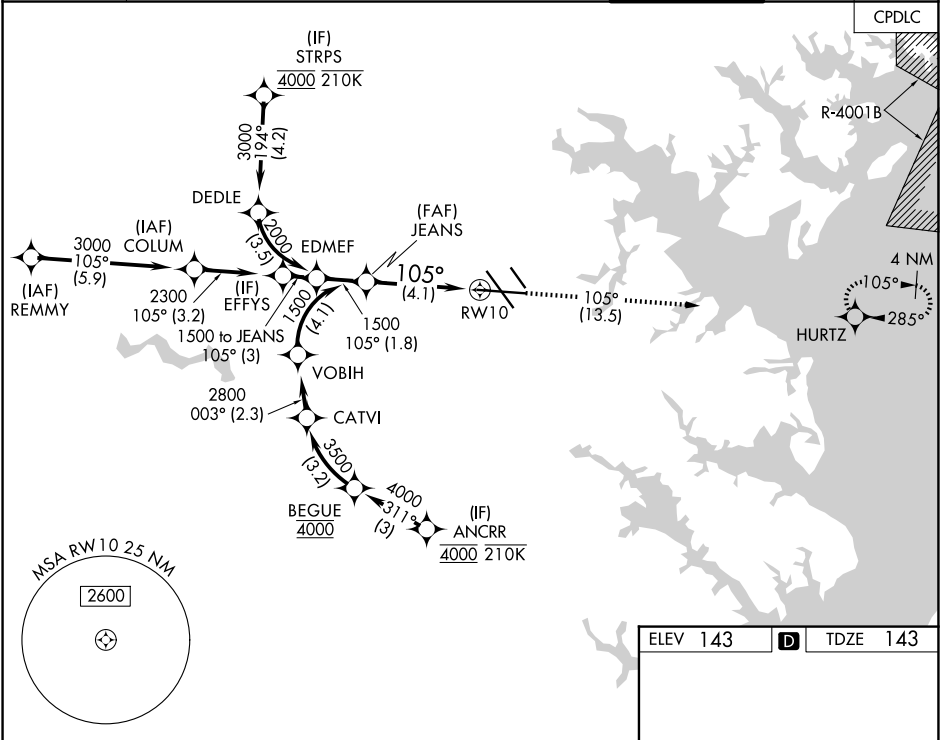 CPDLC
(IF)
STRPS
4000 210K
R-4001B
3000
194°
(4.2)
DEDLE
2000
(3.5)
EDMEF
(FAF)
JEANS
(IAF)
COLUM
3000
105°
(5.9)
(IAF)
REMMY
2300
105° (3.2)
(IF)
EFFYS
1500 to JEANS
105° (3)
1500
(4.1)
105°
(4.1)
RW10
1500
105° (1.8)
105°
(13.5)
4 NM
105°
285°
HURTZ
VOBIH
2800
003° (2.3)
CATVI
3500
(3.2)
BEGUE
4000
4000
311°
(3)
(IF)
ANCRR
4000 210K
MSA RW10 25 NM
2600
ELEV 143 D TDZE 143